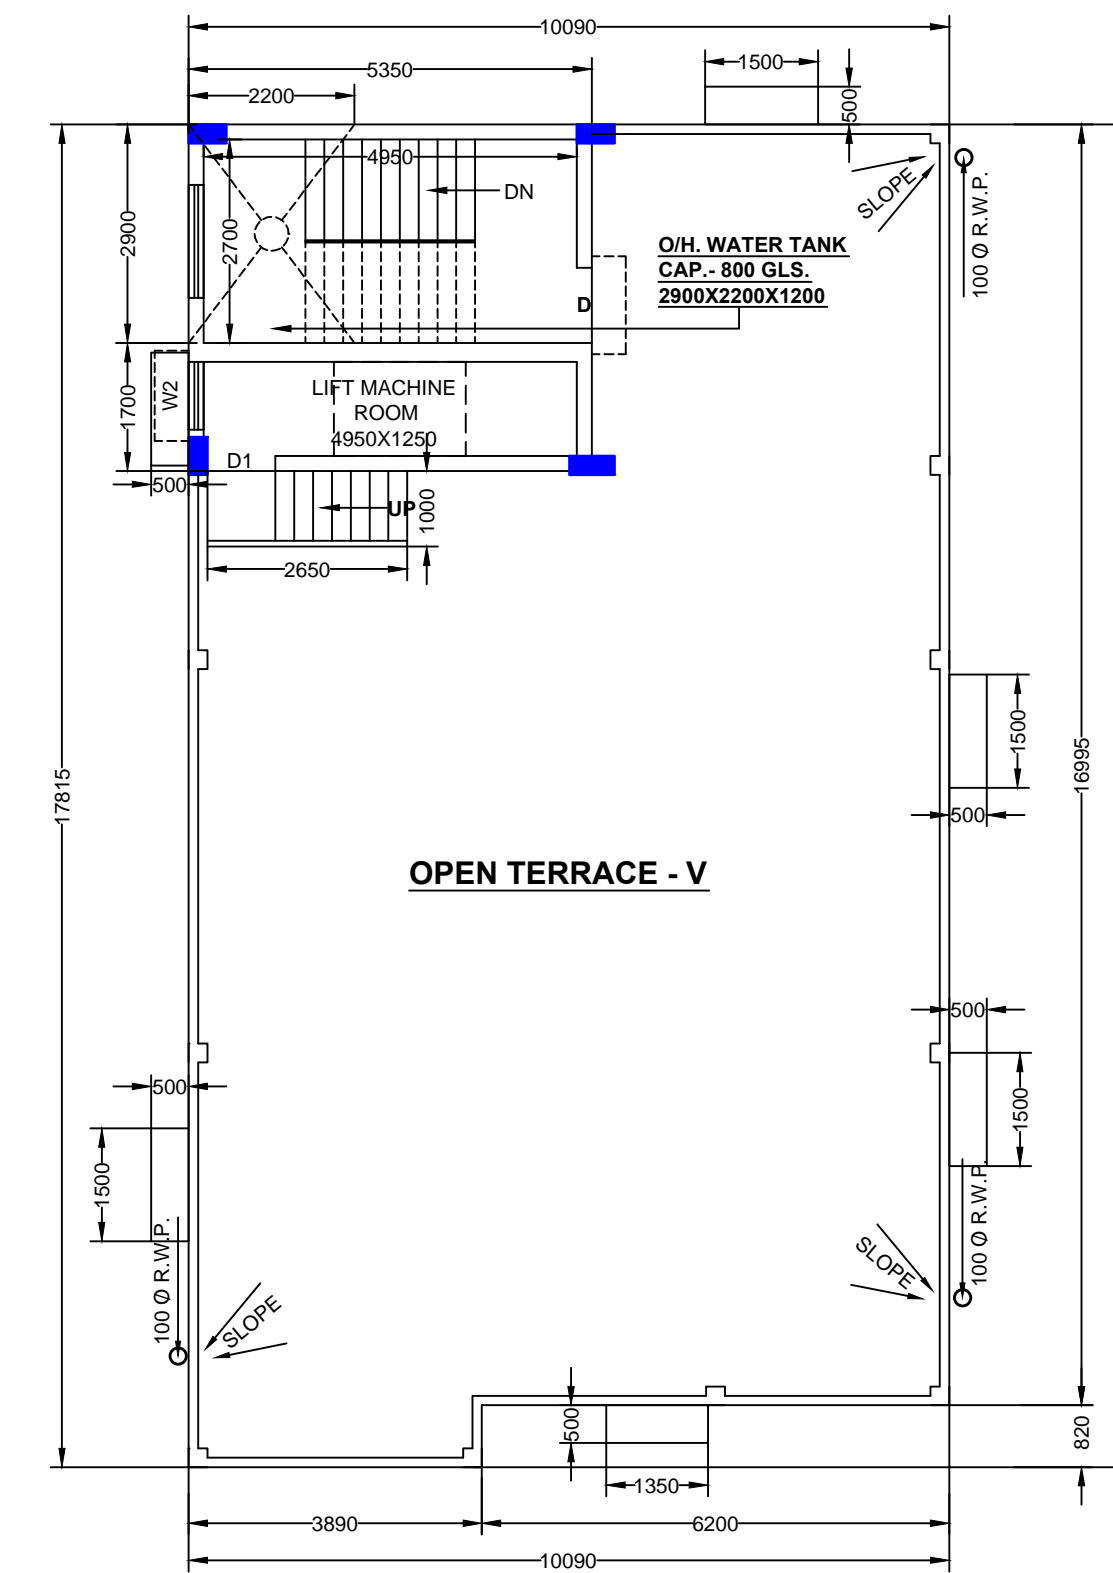 10090
5350
1500
2200
500
4950
DN
SLOPE
100 Ø R.W.P.
2900
2700
O/H. WATER TANK
CAP.- 800 GLS.
2900X2200X1200
D
1700
W2
LIFT MACHINE
ROOM
4950X1250
D1
500
UP
1000
2650
1500
17815
16995
500
OPEN TERRACE - V
500
500
1500
1500
100 Ø R.W.P.
SLOPE
100 Ø R.W.P.
SLOPE
500
820
1350
3890
6200
10090